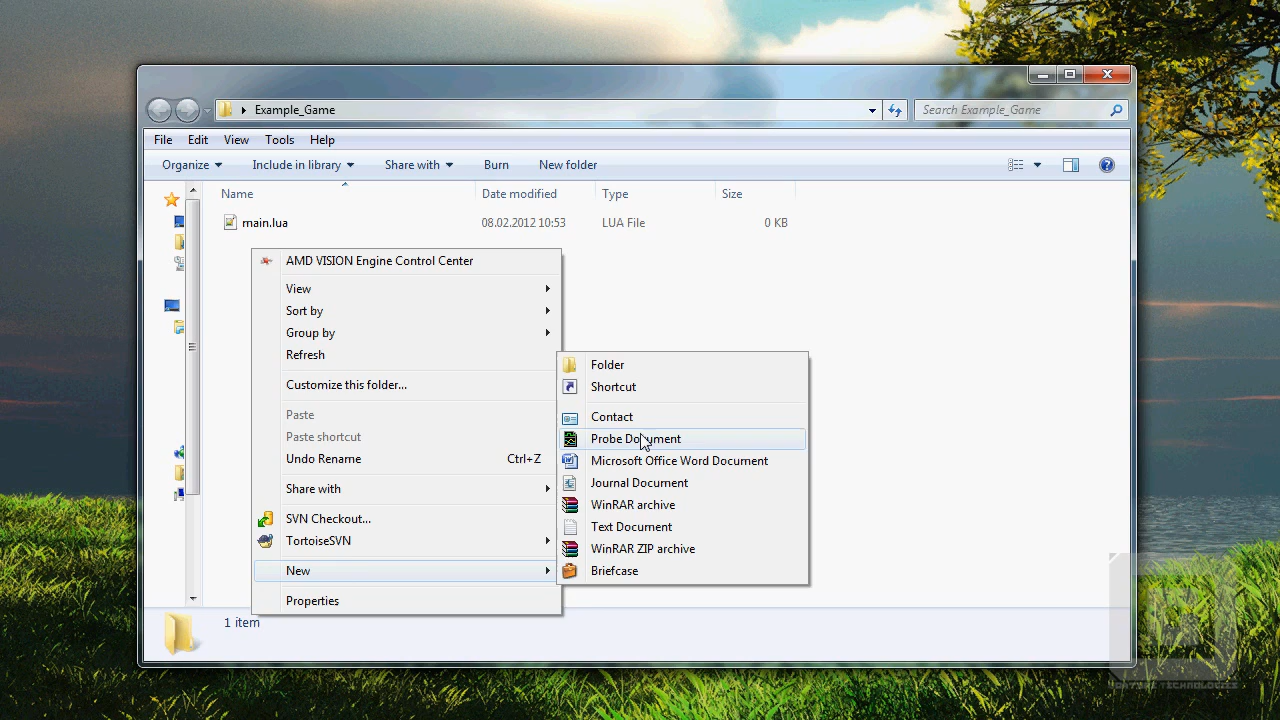 Example_Game
Search Example_Game
File Edit View Tools Help
Organize Include in library Share with Burn New folder
Name Date modified Type Size
main.lua 08.02.2012 10:53 LUA File 0 KB
AMD VISION Engine Control Center
View
Sort by
Group by
Refresh
Customize this folder...
Paste
Paste shortcut
Undo Rename Ctrl+Z
Share with
SVN Checkout...
TortoiseSVN
New
Properties
Folder
Shortcut
Contact
Probe Document
Microsoft Office Word Document
Journal Document
WinRAR archive
Text Document
WinRAR ZIP archive
Briefcase
1 item
TECHNOLOGIES